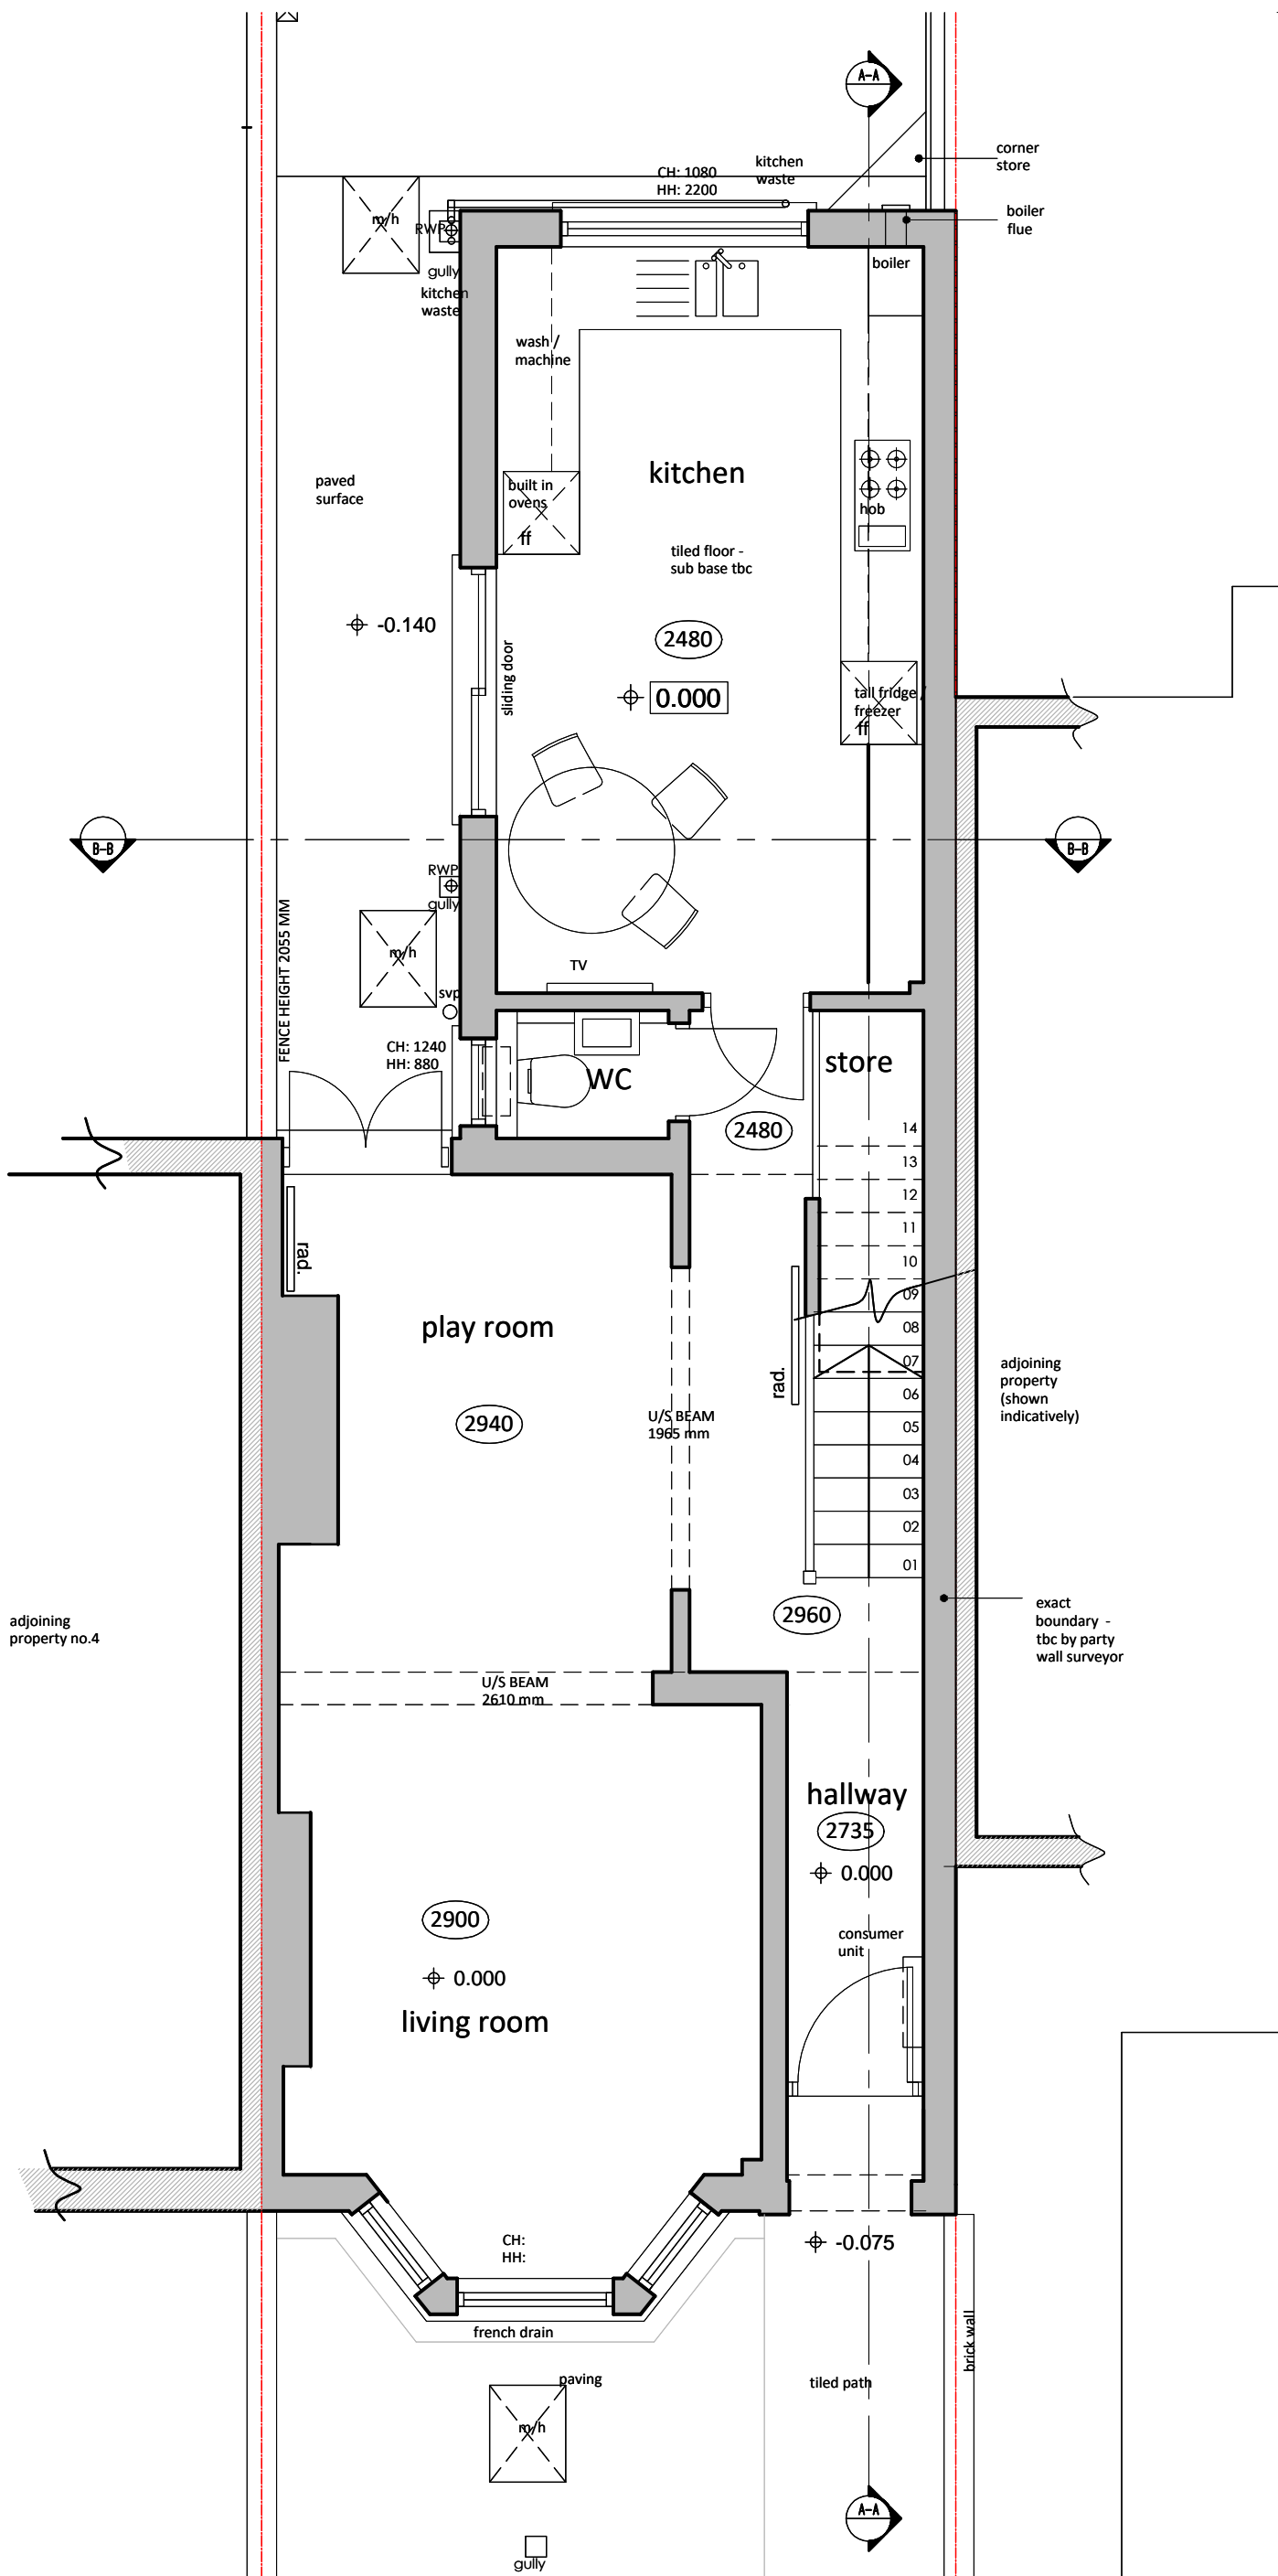 A-A
corner
store
kitchen
waste
CH: 1080
HH: 2200
boiler
flue
m/h
RWP
gully
kitchen
waste
boiler
wash /
machine
kitchen
paved
surface
built in
ovens
ff
hob
tiled floor -
sub base tbc
-0.140
2480
sliding door
0.000
tall fridge /
freezer
ff
B-B
B-B
RWP
gully
m/h
svp
TV
FENCE HEIGHT 2055 MM
CH: 1240
HH: 880
WC
store
2480
14
13
12
11
10
09
08
07
06
05
04
03
02
01
rad.
play room
rad.
adjoining
property
(shown
indicatively)
2940
U/S BEAM
1965 mm
2960
exact
boundary -
tbc by party
wall surveyor
adjoining
property no.4
U/S BEAM
2610 mm
hallway
2735
0.000
2900
consumer
unit
0.000
living room
CH:
HH:
-0.075
french drain
brick wall
paving
tiled path
m/h
A-A
gully